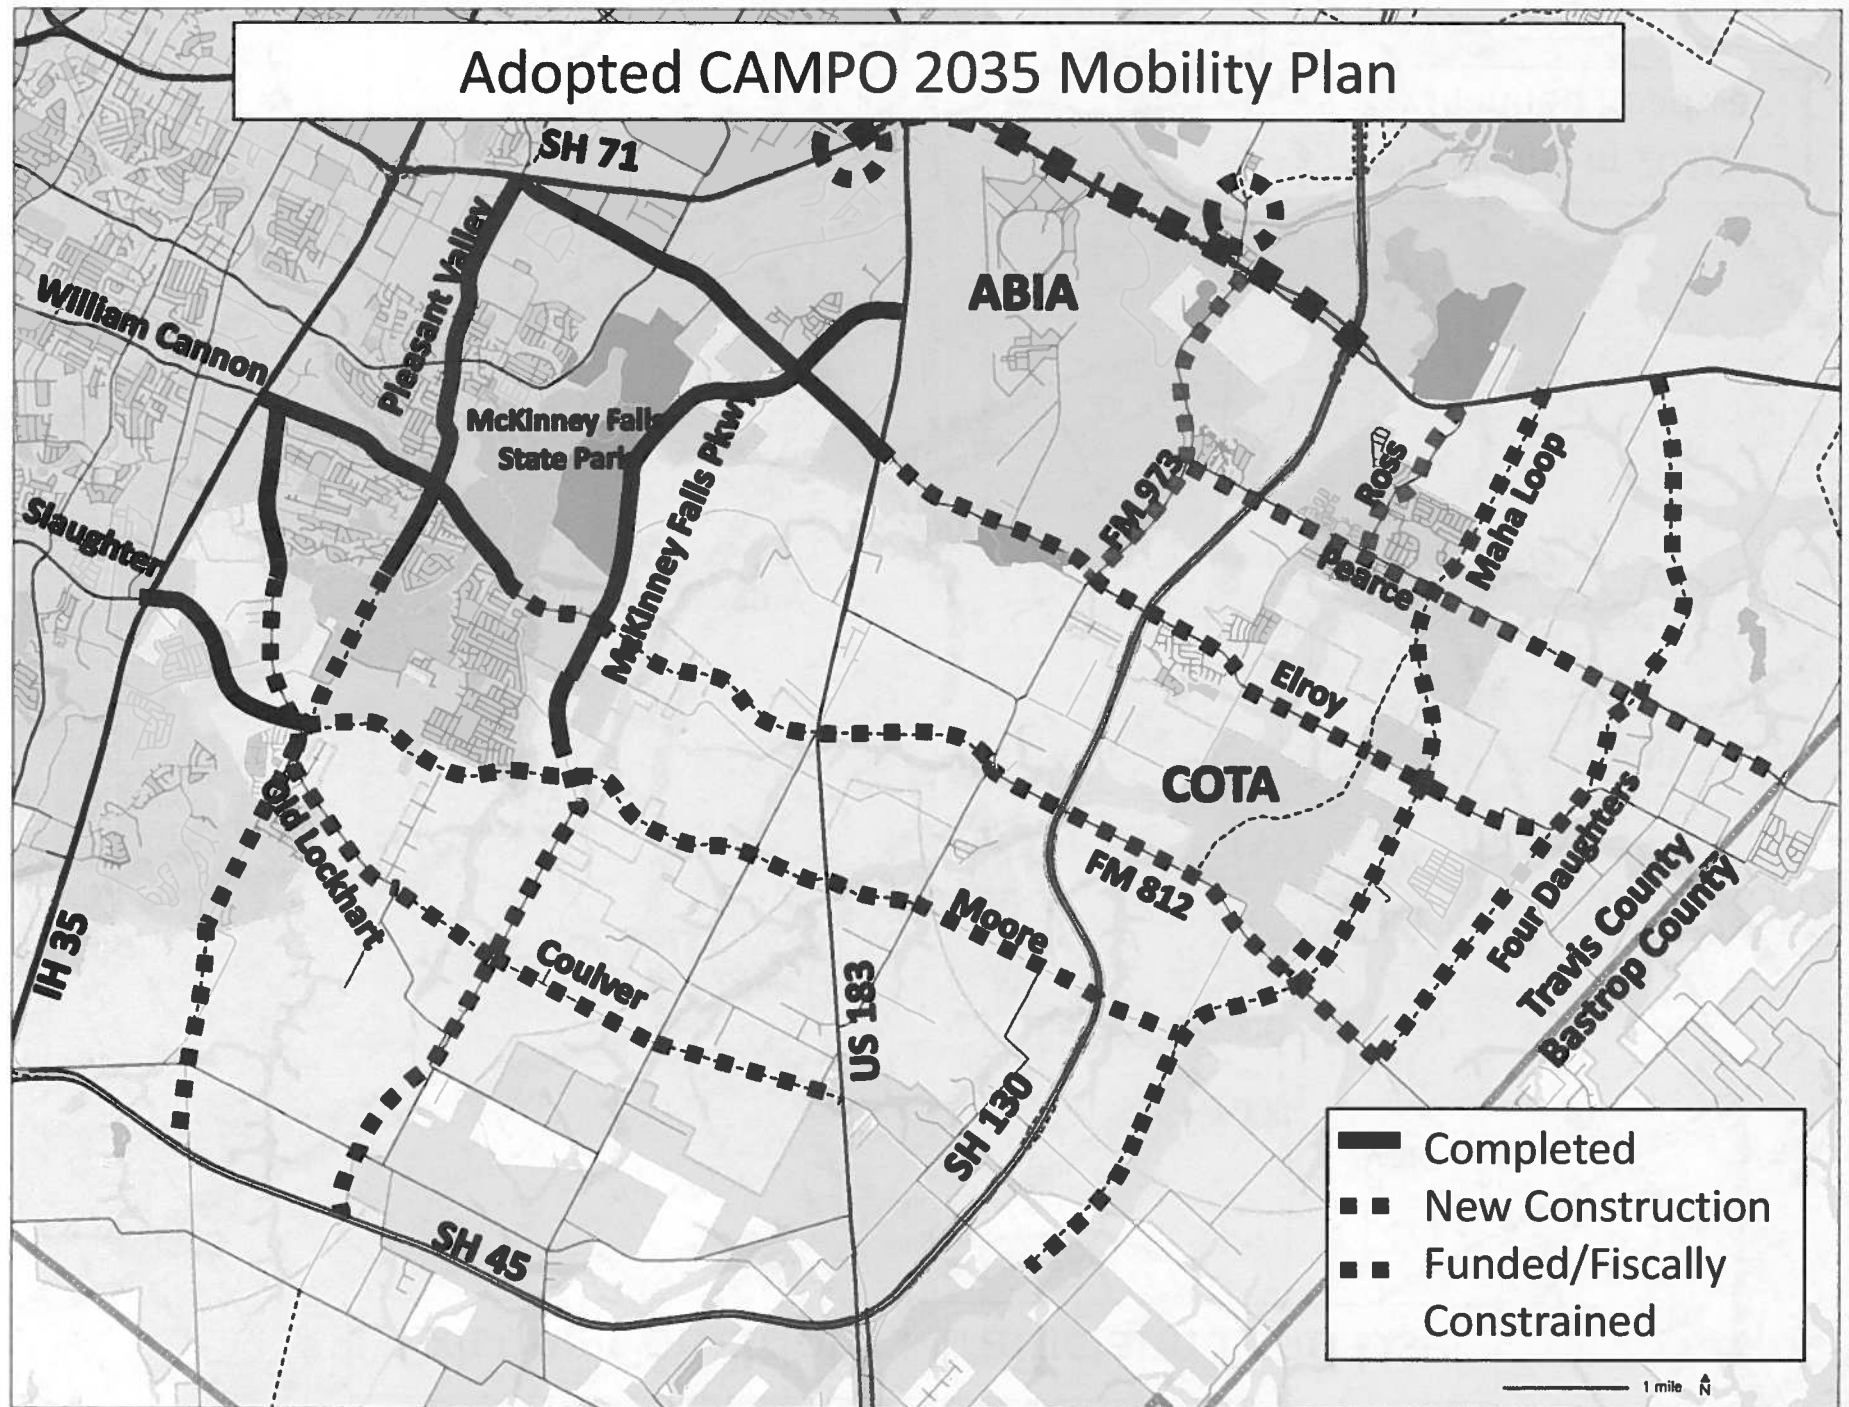 Adopted CAMPO 2035 Mobility Plan
SH 71
Pleasant Valley
William Cannon
ABIA
McKinney Falls
State Park
McKinney Falls Pkwy
Slaughter
FM 973
Ross
Maha Loop
Pearce
Elroy
COTA
Old Lockhart
FM 812
Four Daughters
Travis County
Bastrop County
Moore
Coulver
IH 35
US 183
SH 130
SH 45
Completed
New Construction
Funded/Fiscally
Constrained
1 mile N